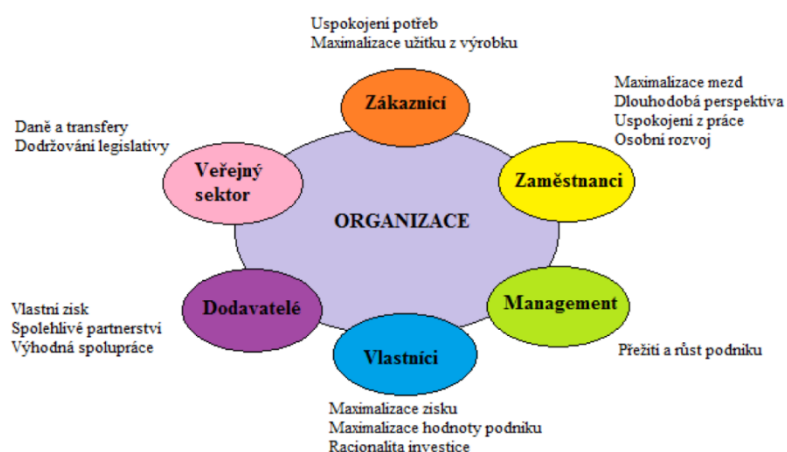 Uspokojení potřeb
Maximalizace užitku z výrobku
Zákazníci
Maximalizace mezd
Dlouhodobá perspektiva
Uspokojení z práce
Osobní rozvoj
Daně a transfery
Dodržování legislativy
Veřejný
sektor
Zaměstnanci
ORGANIZACE
Dodavatelé
Management
Vlastní zisk
Spolehlivé partnerství
Výhodná spolupráce
Vlastníci
Přežití a růst podniku
Maximalizace zisku
Maximalizace hodnoty podniku
Racionalita investice